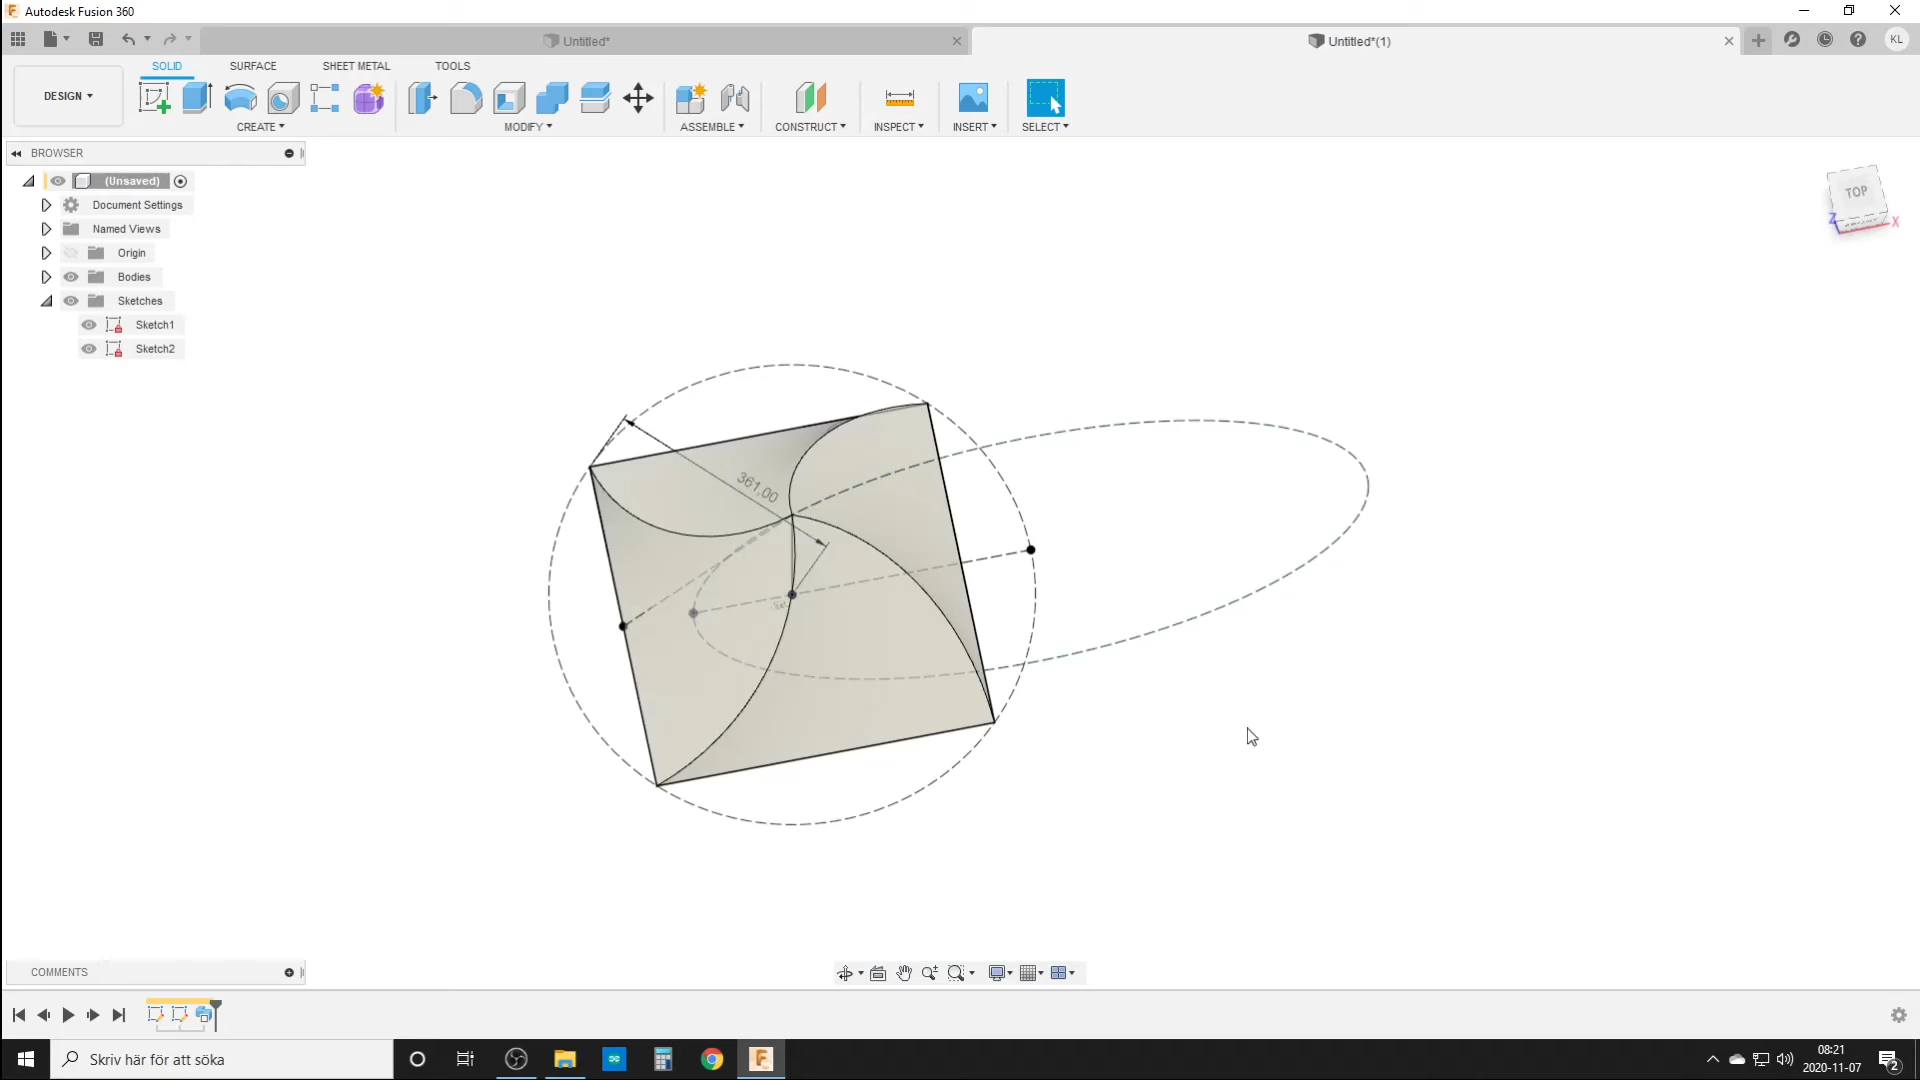 Autodesk Fusion 360
Untitled*
Untitled*(1)
KL
SOLID
SURFACE
SHEET METAL
TOOLS
DESIGN
CREATE
MODIFY
ASSEMBLE
CONSTRUCT
INSPECT
INSERT
SELECT
BROWSER
(Unsaved)
Document Settings
Named Views
Origin
Bodies
Sketches
Sketch1
Sketch2
TOP
Z
X
361,00
COMMENTS
Skriv här för att söka
08:21
2020-11-07
2